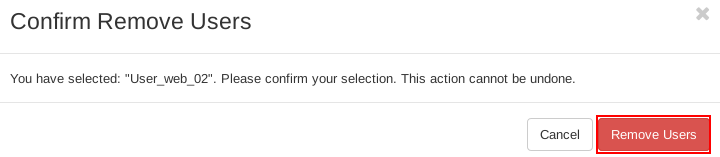 Confirm Remove Users
You have selected: "User_web_02". Please confirm your selection. This action cannot be undone.
Cancel
Remove Users